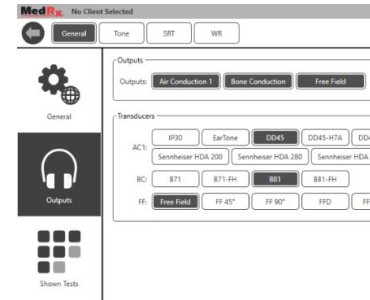 MedRx No Client Selected
General Tone SRT WR
Outputs
Outputs: Air Conduction 1 Bone Conduction Free Field
General
Transducers
IP30 EarTone DD45 DD45-H7A
AC1:
Sennheiser HDA 200 Sennheiser HDA 280 Sennheiser HDA
BC: B71 B71-FH B81 B81-FH
Outputs
FF: Free Field FF 45° FF 90° FFD
Shown Tests